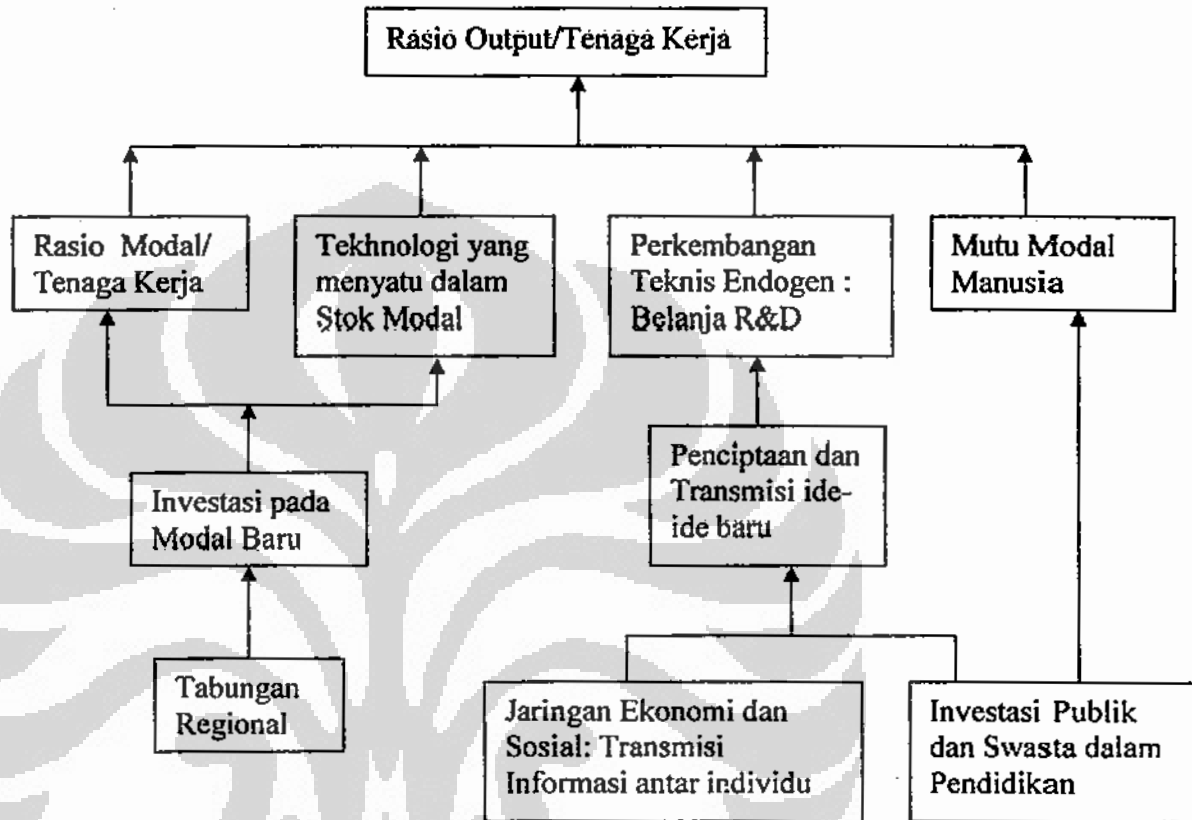 Rasio Output/Tenaga Kerja
Rasio Modal/
Tenaga Kerja
Tekhnologi yang
menyatu dalam
Stok Modal
Perkembangan
Teknis Endogen :
Belanja R&D
Mutu Modal
Manusia
Investasi pada
Modal Baru
Penciptaan dan
Transmisi ide-
ide baru
Tabungan
Regional
Jaringan Ekonomi dan
Sosial: Transmisi
Informasi antar individu
Investasi Publik
dan Swasta dalam
Pendidikan